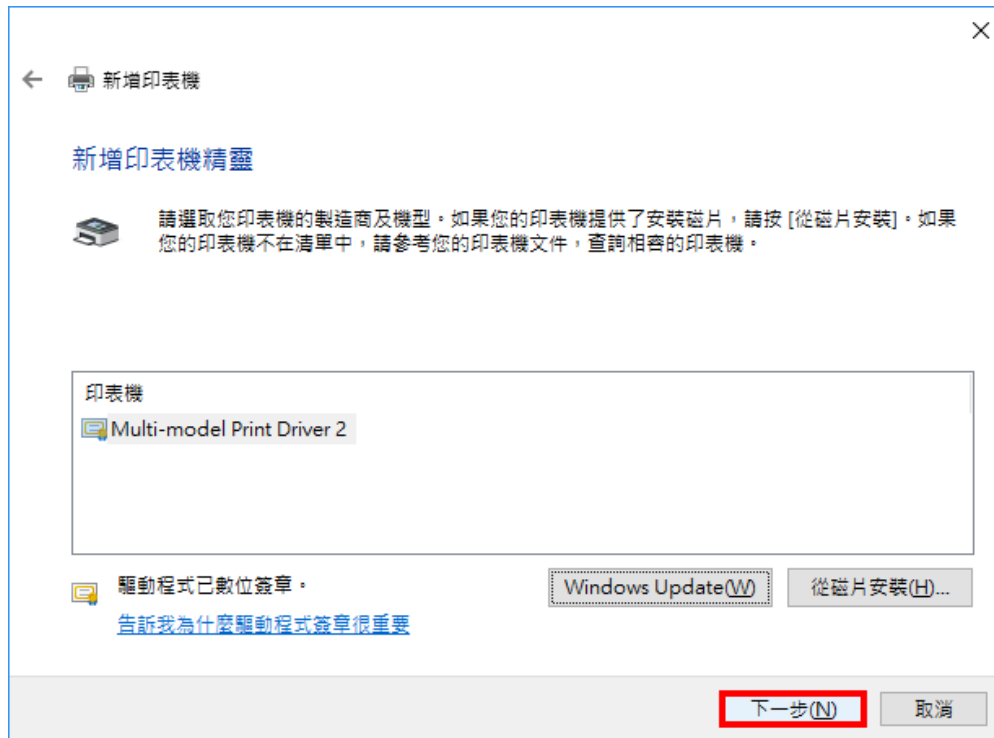 新增印表機
新增印表機精靈
請選取您印表機的製造商及機型。如果您的印表機提供了安裝磁片，請按 [從磁片安裝]。如果
您的印表機不在清單中，請參考您的印表機文件，查詢相容的印表機。
印表機
Multi-model Print Driver 2
驅動程式已數位簽章。
Windows Update(W)
從磁片安裝(H)...
告訴我為什麼驅動程式簽章很重要
下一步(N)
取消